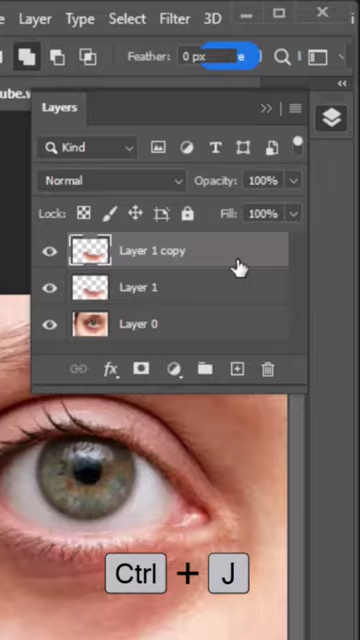 e Layer Type Select Filter 3D
Feather: 0 px
ube.w
Layers
Kind
Normal Opacity: 100%
Lock: Fill: 100%
Layer 1 copy
Layer 1
Layer 0
fx
Ctrl + J